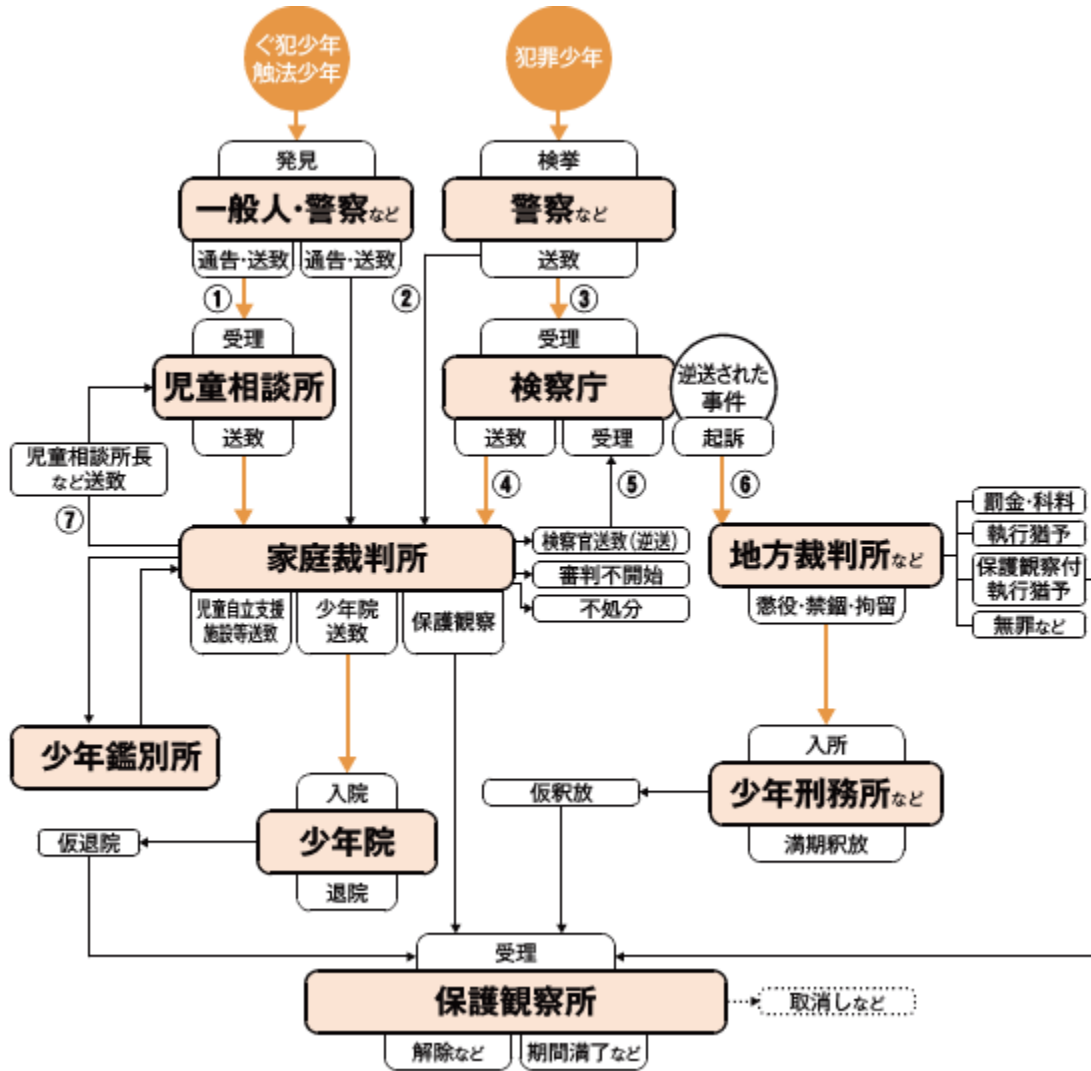 ぐ犯少年
触法少年
犯罪少年
発見
一般人・警察など
通告・送致
通告・送致
検挙
警察など
送致
①
②
③
受理
児童相談所
送致
受理
検察庁
送致
受理
逆送された
事件
起訴
児童相談所長
など送致
④
⑤
⑥
⑦
家庭裁判所
児童自立支援
施設等送致
少年院
送致
保護観察
検察官送致(逆送)
審判不開始
不処分
地方裁判所など
懲役・禁錮・拘留
罰金・科料
執行猶予
保護観察付
執行猶予
無罪など
少年鑑別所
入院
少年院
退院
仮退院
入所
少年刑務所など
満期釈放
仮釈放
受理
保護観察所
解除など
期間満了など
取消しなど